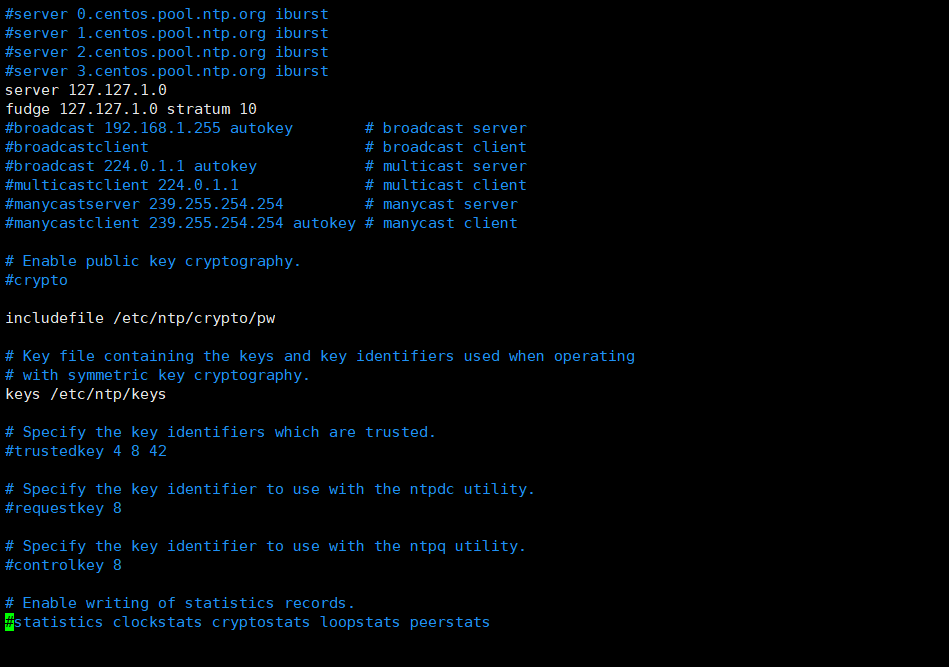 #server 0.centos.pool.ntp.org iburst
#server 1.centos.pool.ntp.org iburst
#server 2.centos.pool.ntp.org iburst
#server 3.centos.pool.ntp.org iburst
server 127.127.1.0
fudge 127.127.1.0 stratum 10
#broadcast 192.168.1.255 autokey        # broadcast server
#broadcastclient                        # broadcast client
#broadcast 224.0.1.1 autokey            # multicast server
#multicastclient 224.0.1.1              # multicast client
#manycastserver 239.255.254.254         # manycast server
#manycastclient 239.255.254.254 autokey # manycast client

# Enable public key cryptography.
#crypto

includefile /etc/ntp/crypto/pw

# Key file containing the keys and key identifiers used when operating
# with symmetric key cryptography.
keys /etc/ntp/keys

# Specify the key identifiers which are trusted.
#trustedkey 4 8 42

# Specify the key identifier to use with the ntpdc utility.
#requestkey 8

# Specify the key identifier to use with the ntpq utility.
#controlkey 8

# Enable writing of statistics records.
#statistics clockstats cryptostats loopstats peerstats